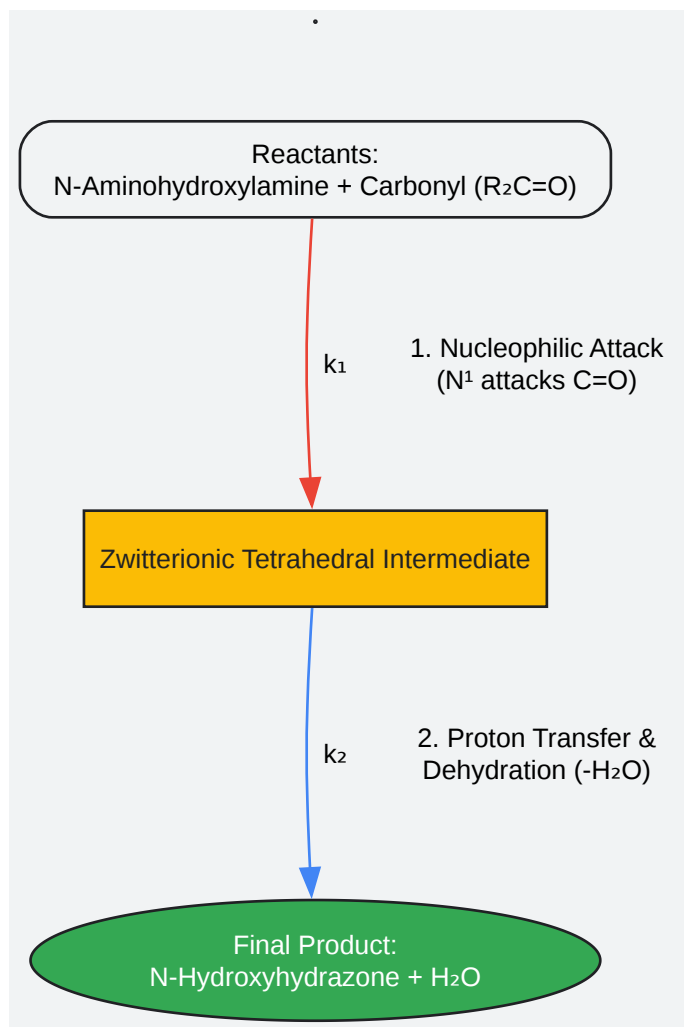 .
Reactants:
N-Aminohydroxylamine + Carbonyl (R₂C=O)
k₁
1. Nucleophilic Attack
(N¹ attacks C=O)
Zwitterionic Tetrahedral Intermediate
k₂
2. Proton Transfer &
Dehydration (-H₂O)
Final Product:
N-Hydroxyhydrazone + H₂O